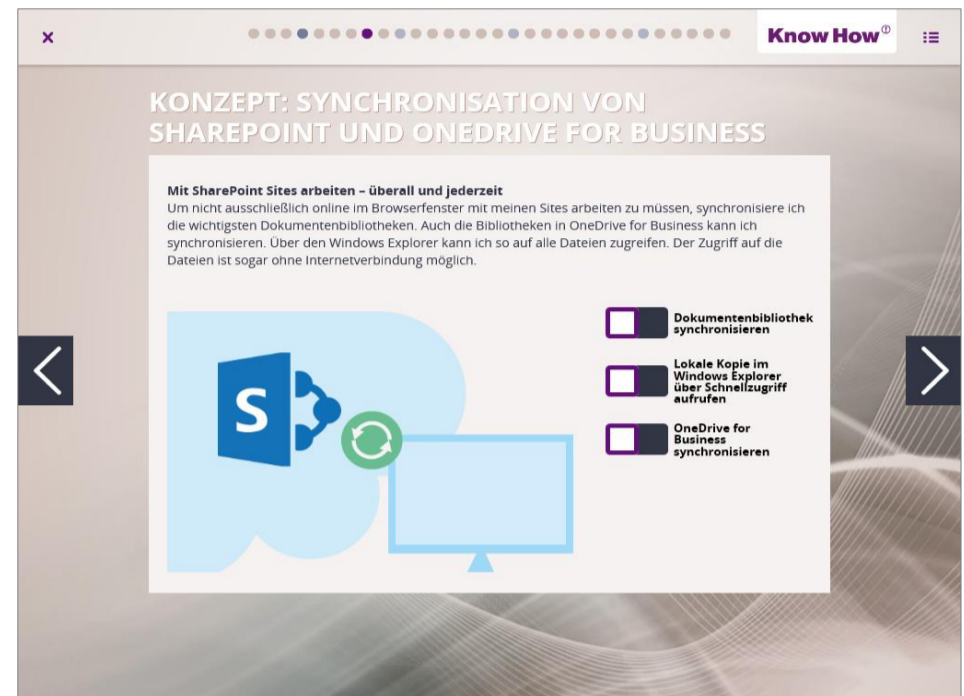 Know How
KONZEPT: SYNCHRONISATION VON
SHAREPOINT UND ONEDRIVE FOR BUSINESS
Mit SharePoint Sites arbeiten – überall und jederzeit
Um nicht ausschließlich online im Browserfenster mit meinen Sites arbeiten zu müssen, synchronisiere ich
die wichtigsten Dokumentenbibliotheken. Auch die Bibliotheken in OneDrive for Business kann ich
synchronisieren. Über den Windows Explorer kann ich so auf alle Dateien zugreifen. Der Zugriff auf die
Dateien ist sogar ohne Internetverbindung möglich.
S
Dokumentenbibliothek
synchronisieren
Lokale Kopie im
Windows Explorer
über Schnellzugriff
aufrufen
OneDrive for
Business
synchronisieren